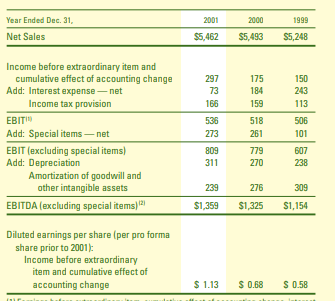 Year Ended Dec. 31, 2001 2000 1999
Net Sales $5,462 $5,493 $5,248
Income before extraordinary item and
cumulative effect of accounting change 297 175 150
Add: Interest expense — net 73 184 243
Income tax provision 166 159 113
EBIT(1) 536 518 506
Add: Special items — net 273 261 101
EBIT (excluding special items) 809 779 607
Add: Depreciation 311 270 238
Amortization of goodwill and
other intangible assets 239 276 309
EBITDA (excluding special items)(2) $1,359 $1,325 $1,154
Diluted earnings per share (per pro forma
share prior to 2001):
Income before extraordinary
item and cumulative effect of
accounting change $ 1.13 $ 0.68 $ 0.58